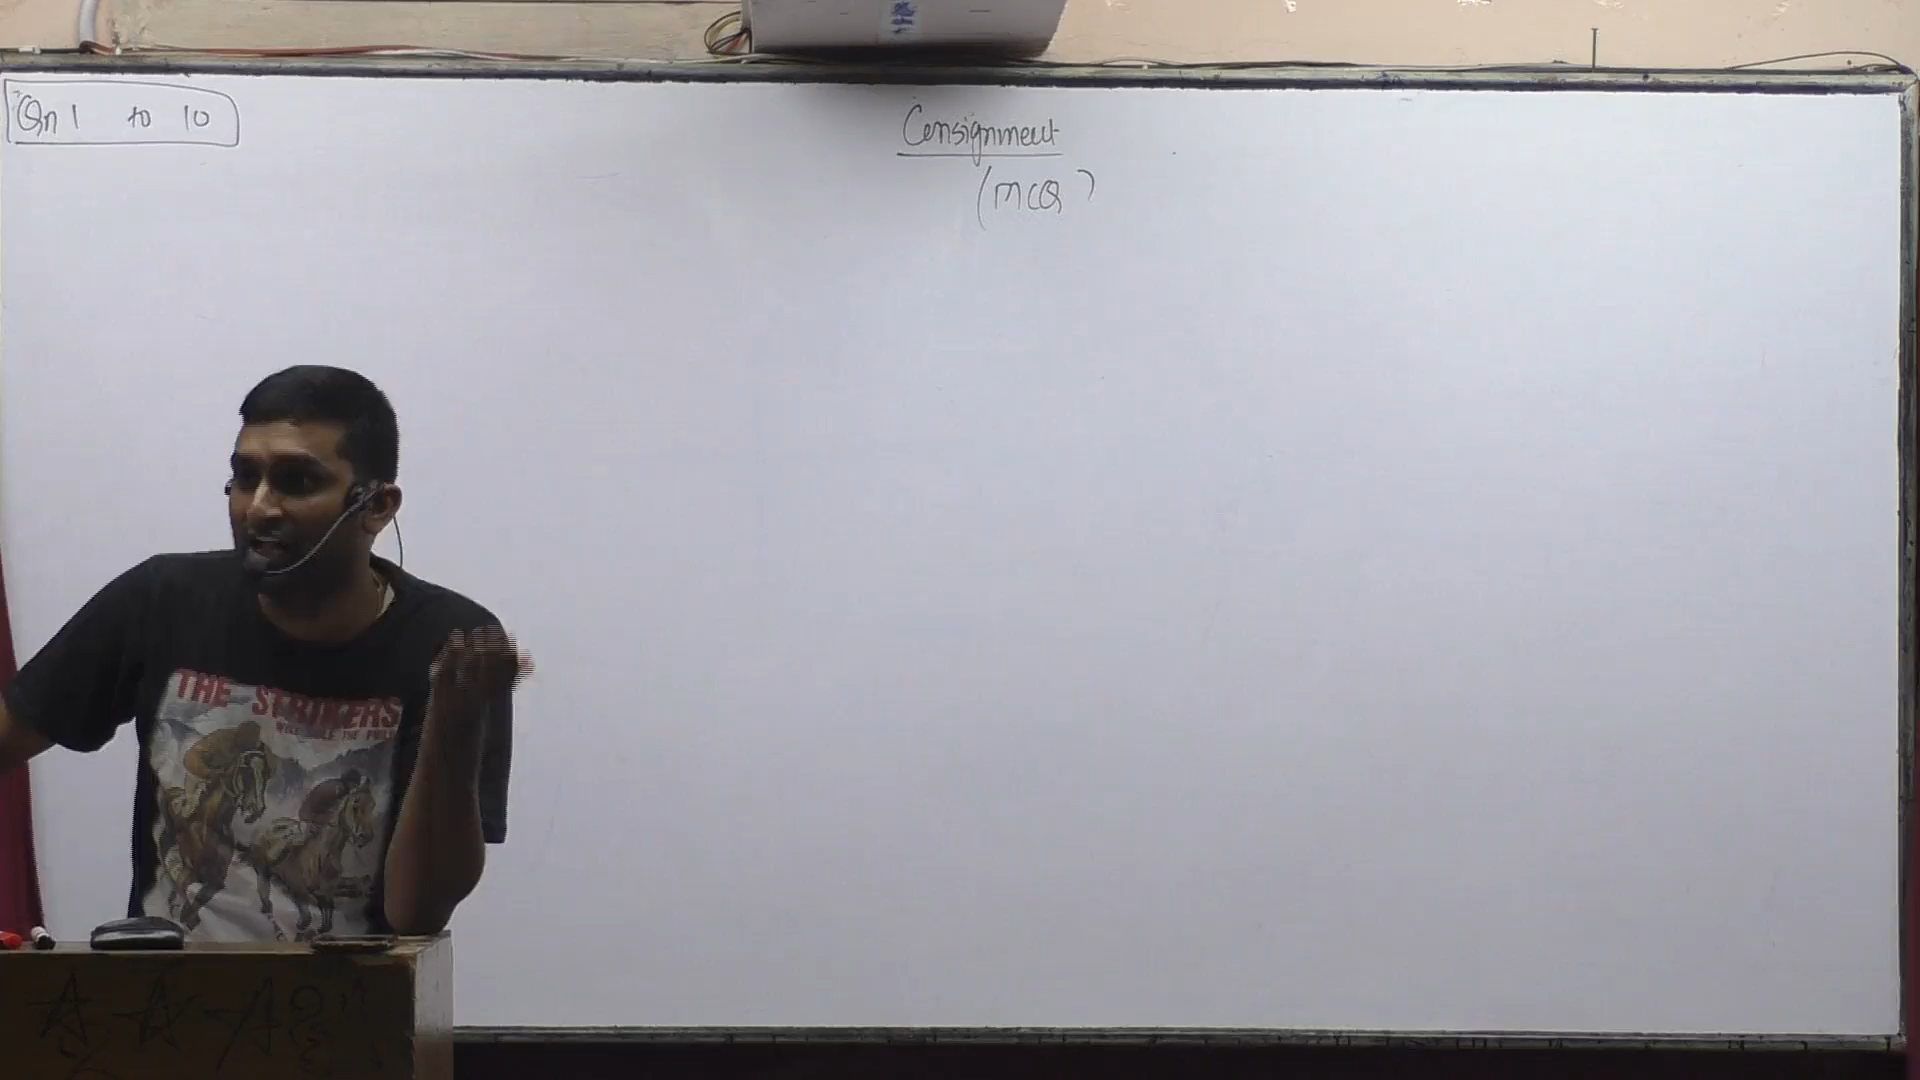 Qn 1 to 10
Consignment
(MCQ)
THE STRIKERS